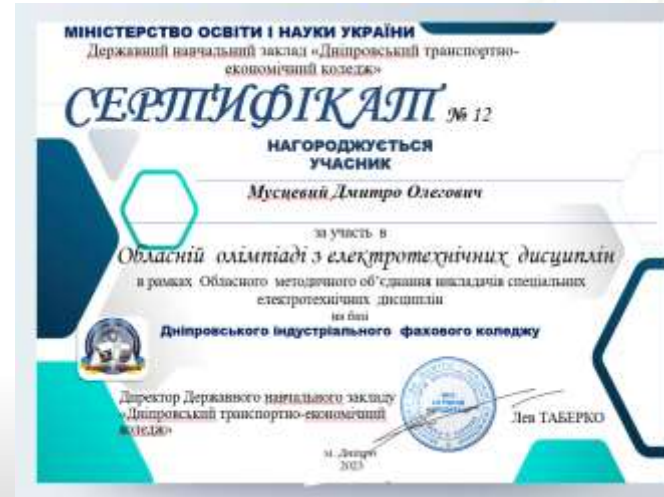 МІНІСТЕРСТВО ОСВІТИ І НАУКИ УКРАЇНИ
Державний навчальний заклад «Дніпровський транспортно-
економічний коледж»
СЕРТИФІКАТ № 12
НАГОРОДЖУЄТЬСЯ
УЧАСНИК
Мусцевий Дмитро Олегович
за участь в
Обласній олімпіаді з електротехнічних дисциплін
в рамках Обласного методичного об’єднання викладачів спеціальних
електротехнічних дисциплін
на базі
Дніпровського індустріального фахового коледжу
Директор Державного навчального закладу
«Дніпровський транспортно-економічний
коледж»
Лев ТАБЕРКО
м. Дніпро
2023